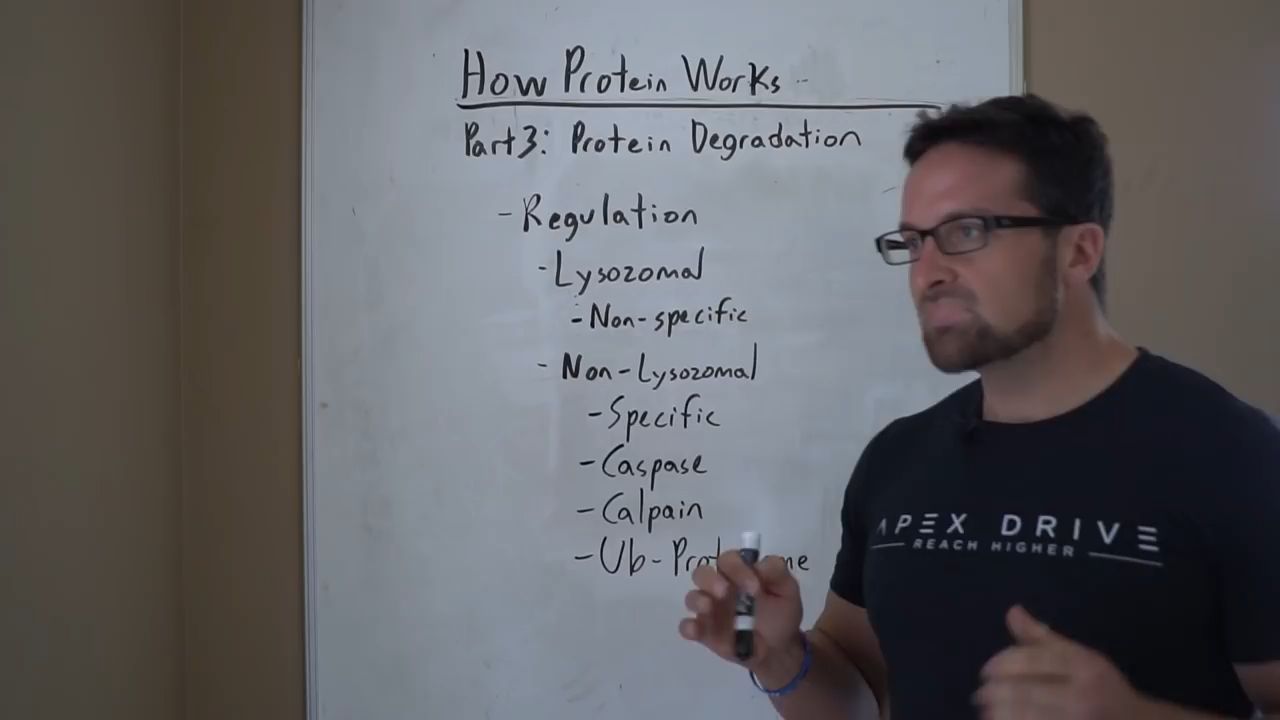 How Protein Works
Part 3: Protein Degradation
- Regulation
- Lysozomal
- Non-specific
- Non-Lysozomal
- Specific
- Caspase
- Calpain
- Ub-
APEX DRIVE
REACH HIGHER